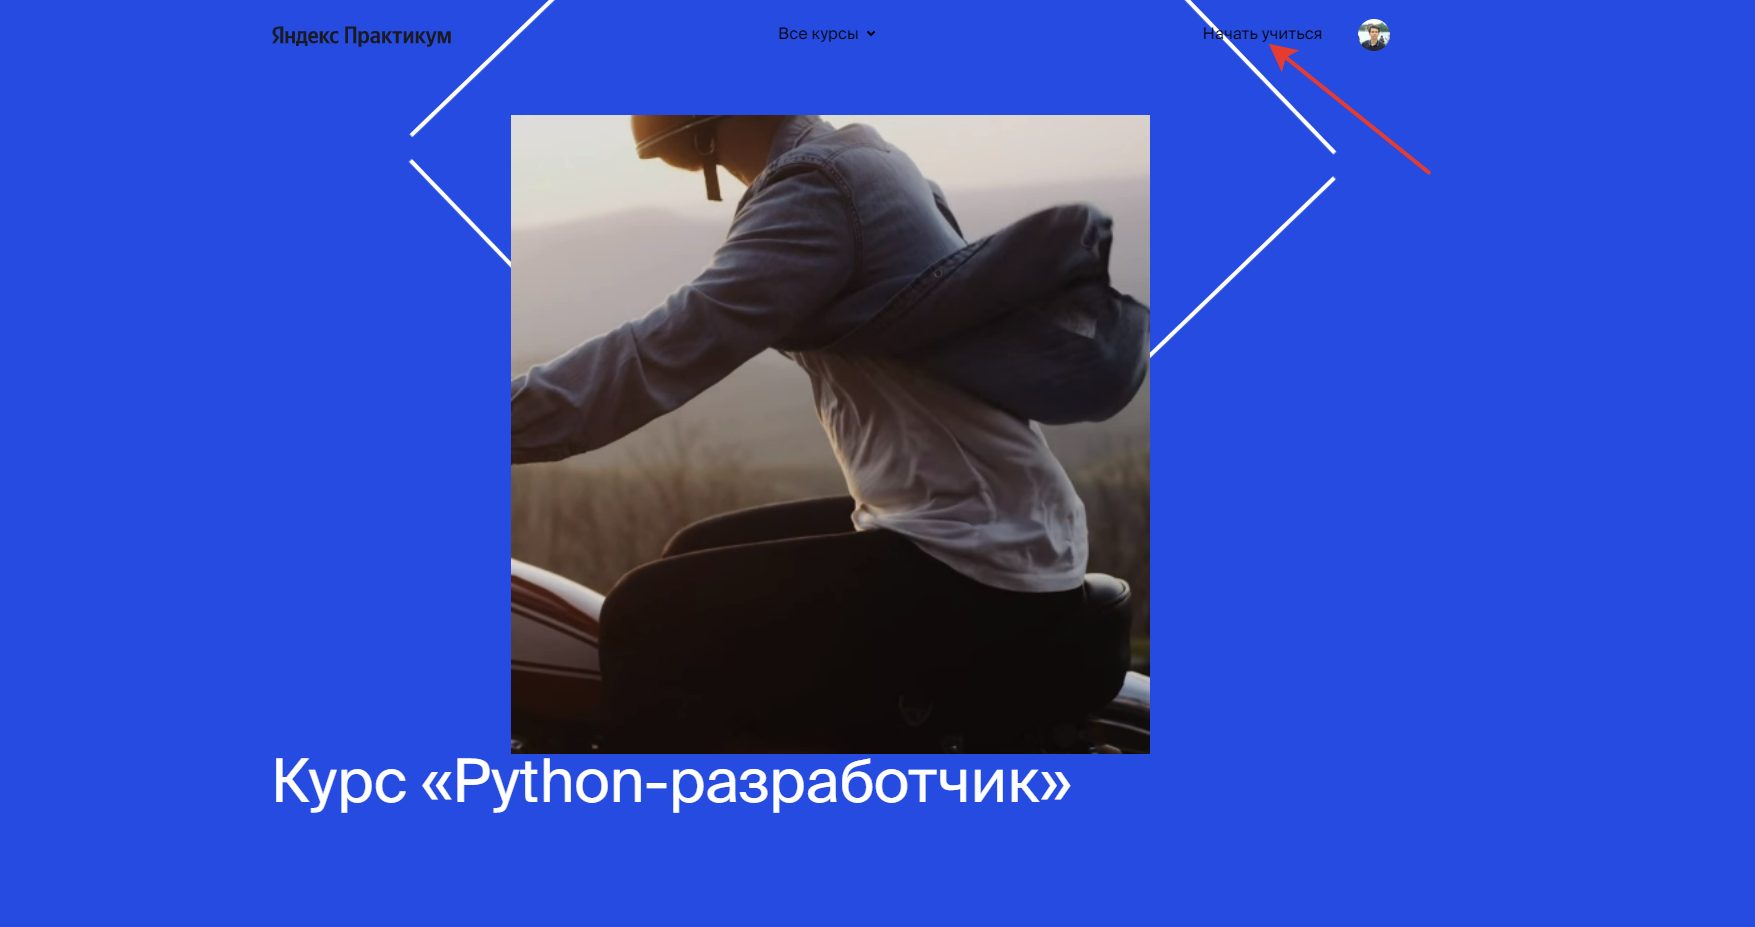 Яндекс Практикум
Все курсы
Начать учиться
Курс «Python-разработчик»